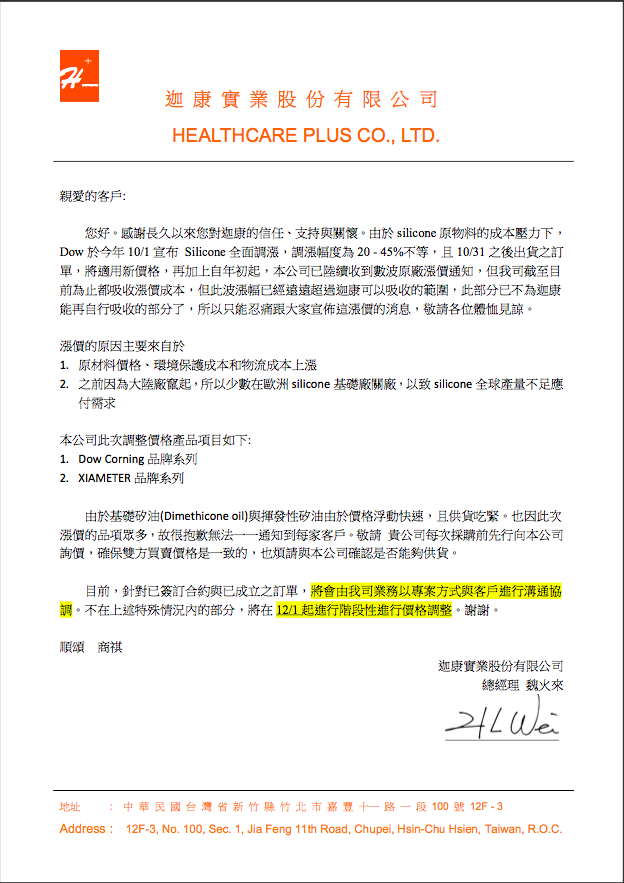 H+
迦康實業股份有限公司
HEALTHCARE PLUS CO., LTD.
親愛的客戶:
您好。感謝長久以來您對迦康的信任、支持與關懷。由於 silicone 原物料的成本壓力下，
Dow 於今年 10/1 宣布 Silicone 全面調漲，調漲幅度為 20 - 45%不等，且 10/31 之後出貨之訂
單，將適用新價格，再加上自年初起，本公司已陸續收到數波原廠漲價通知，但我司截至目
前為止都吸收漲價成本，但此波漲幅已經遠遠超過迦康可以吸收的範圍，此部分已不為迦康
能再自行吸收的部分了，所以只能忍痛跟大家宣佈這漲價的消息，敬請各位體恤見諒。
漲價的原因主要來自於
1. 原材料價格、環境保護成本和物流成本上漲
2. 之前因為大陸廠竄起，所以少數在歐洲 silicone 基礎廠關廠，以致 silicone 全球產量不足應
付需求
本公司此次調整價格產品項目如下:
1. Dow Corning 品牌系列
2. XIAMETER 品牌系列
由於基礎矽油(Dimethicone oil)與揮發性矽油由於價格浮動快速，且供貨吃緊。也因此次
漲價的品項眾多，故很抱歉無法一一通知到每家客戶。敬請 貴公司每次採購前先行向本公司
詢價，確保雙方買賣價格是一致的，也煩請與本公司確認是否能夠供貨。
目前，針對已簽訂合約與已成立之訂單，將會由我司業務以專案方式與客戶進行溝通協
調。不在上述特殊情況內的部分，將在 12/1 起進行階段性進行價格調整。謝謝。
順頌 商祺
迦康實業股份有限公司
總經理 魏火來
HL Wei
地址 : 中華民國台灣省新竹縣竹北市嘉豐十一路一段 100 號 12F - 3
Address : 12F-3, No. 100, Sec. 1, Jia Feng 11th Road, Chupei, Hsin-Chu Hsien, Taiwan, R.O.C.